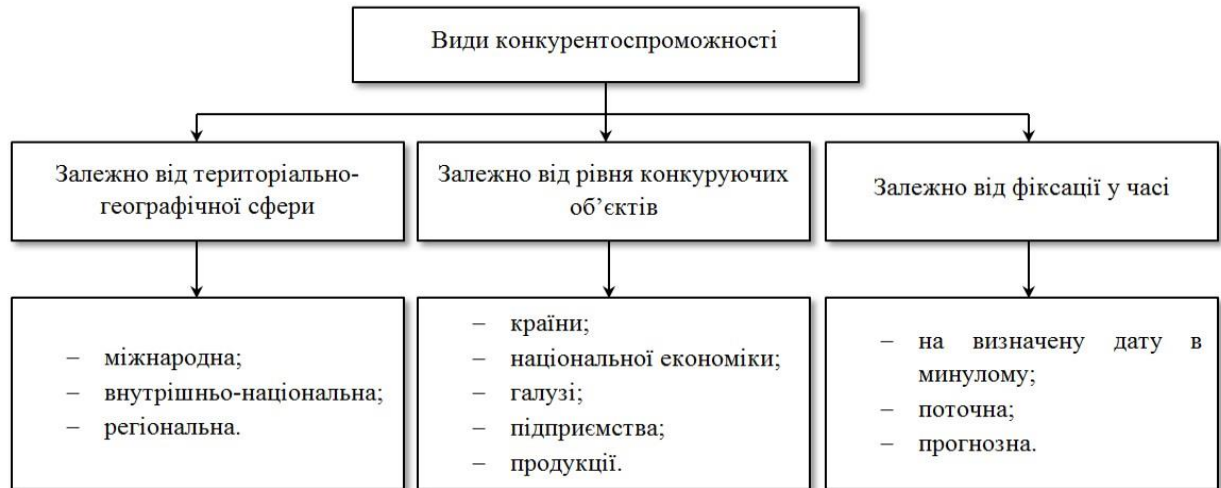 Види конкурентоспроможності
Залежно від територіально-
географічної сфери
Залежно від рівня конкуруючих
об’єктів
Залежно від фіксації у часі
– міжнародна;
– внутрішньо-національна;
– регіональна.
– країни;
– національної економіки;
– галузі;
– підприємства;
– продукції.
– на визначену дату в
минулому;
– поточна;
– прогнозна.